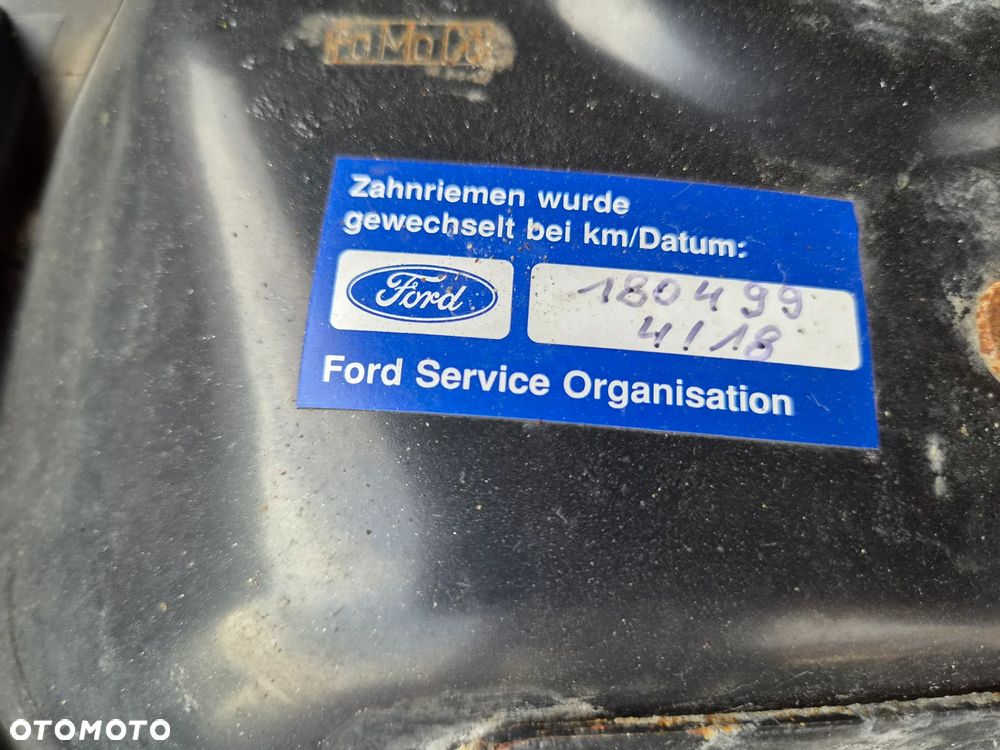 FoMoCo
Zahnriemen wurde
gewechselt bei km/Datum:
Ford
180499
4/18
Ford Service Organisation
OTOMOTO